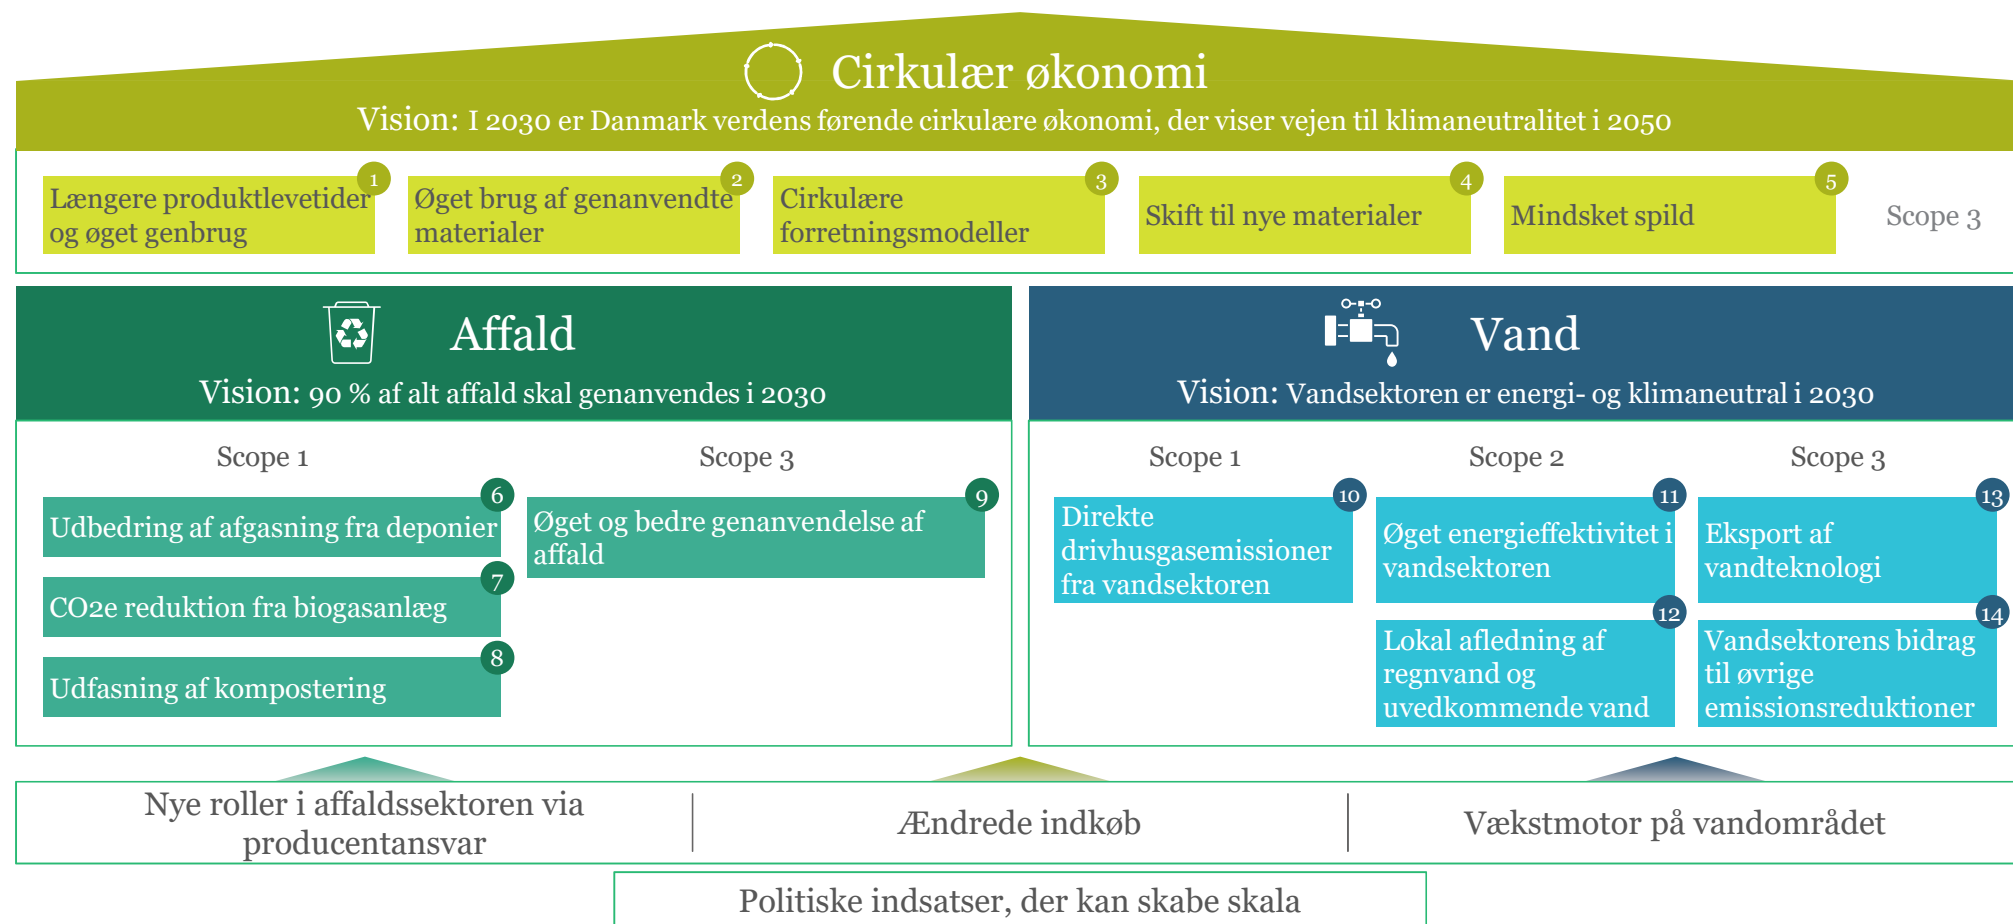 Cirkulær økonomi
Vision: I 2030 er Danmark verdens førende cirkulære økonomi, der viser vejen til klimaneutralitet i 2050
1
Længere produktlevetider
og øget genbrug
2
Øget brug af genanvendte
materialer
3
Cirkulære
forretningsmodeller
4
Skift til nye materialer
5
Mindsket spild
Scope 3
Affald
Vision: 90 % af alt affald skal genanvendes i 2030
Scope 1
6
Udbedring af afgasning fra deponier
7
CO2e reduktion fra biogasanlæg
8
Udfasning af kompostering
Scope 3
9
Øget og bedre genanvendelse af
affald
Vand
Vision: Vandsektoren er energi- og klimaneutral i 2030
Scope 1
10
Direkte
drivhusgasemissioner
fra vandsektoren
Scope 2
11
Øget energieffektivitet i
vandsektoren
12
Lokal afledning af
regnvand og
uvedkommende vand
Scope 3
13
Eksport af
vandteknologi
14
Vandsektorens bidrag
til øvrige
emissionsreduktioner
Nye roller i affaldssektoren via
producentansvar
Ændrede indkøb
Vækstmotor på vandområdet
Politiske indsatser, der kan skabe skala